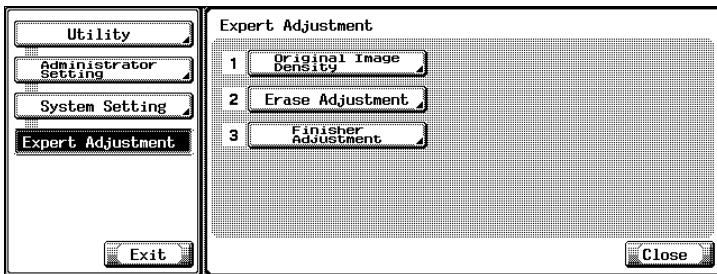 Utility
Administrator
Setting
System Setting
Expert Adjustment
Exit
Expert Adjustment
1 Original Image
Density
2 Erase Adjustment
3 Finisher
Adjustment
Close